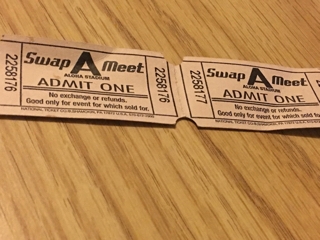 2258176
Swap A Meet
ALOHA STADIUM
ADMIT ONE
No exchange or refunds.
Good only for event for which sold for.
2258176
2258177
Swap A Meet
ALOHA STADIUM
ADMIT ONE
No exchange or refunds.
Good only for event for which sold for.